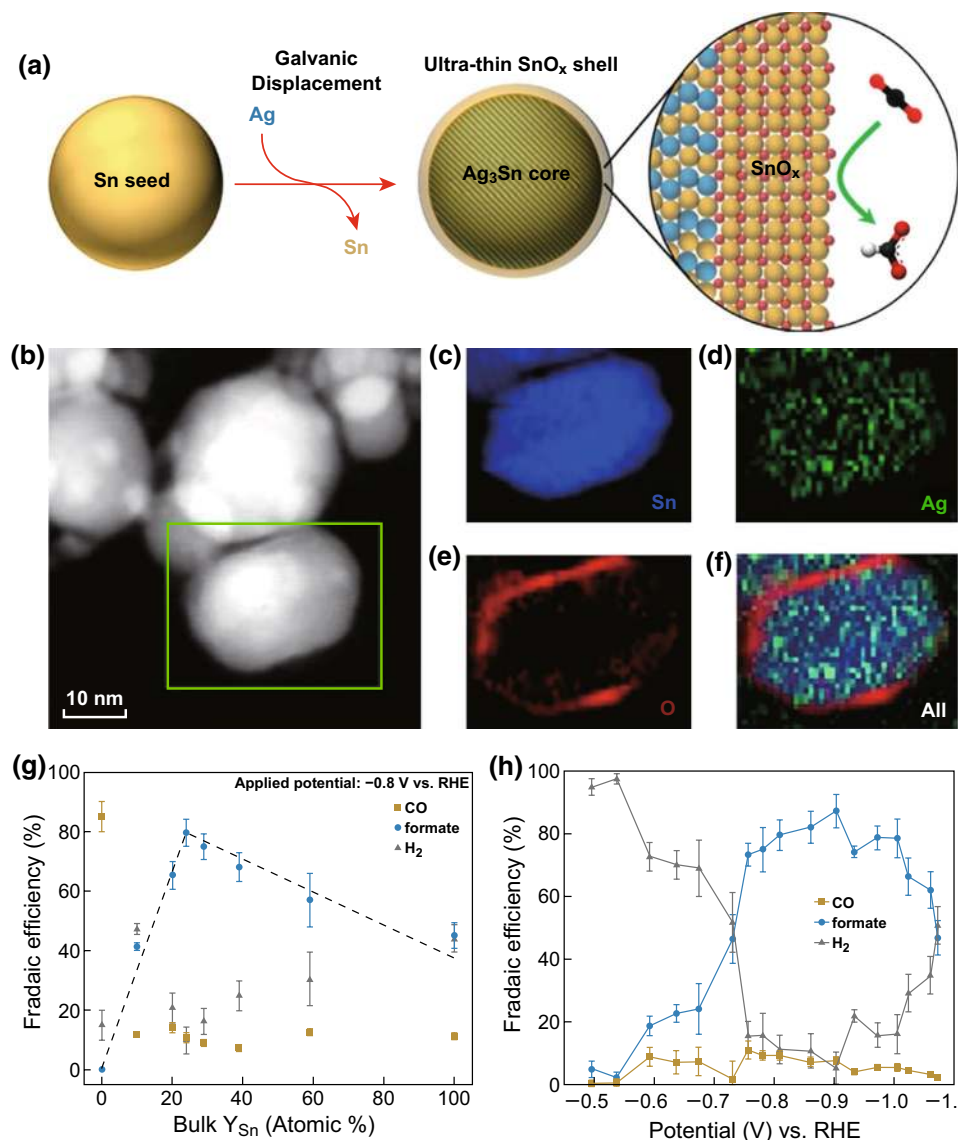 (a)
Galvanic
Displacement
Ultra-thin SnOₓ shell
Ag
Sn seed
Ag₃Sn core
SnOₓ
Sn
(b)
10 nm
(c)
Sn
(d)
Ag
(e)
O
(f)
All
(g)
Applied potential: −0.8 V vs. RHE
CO
formate
H₂
Fradaic efficiency (%)
100
80
60
40
20
0
0 20 40 60 80 100
Bulk Y_Sn (Atomic %)
(h)
CO
formate
H₂
Fradaic efficiency (%)
100
80
60
40
20
0
−0.5 −0.6 −0.7 −0.8 −0.9 −1.0 −1.
Potential (V) vs. RHE